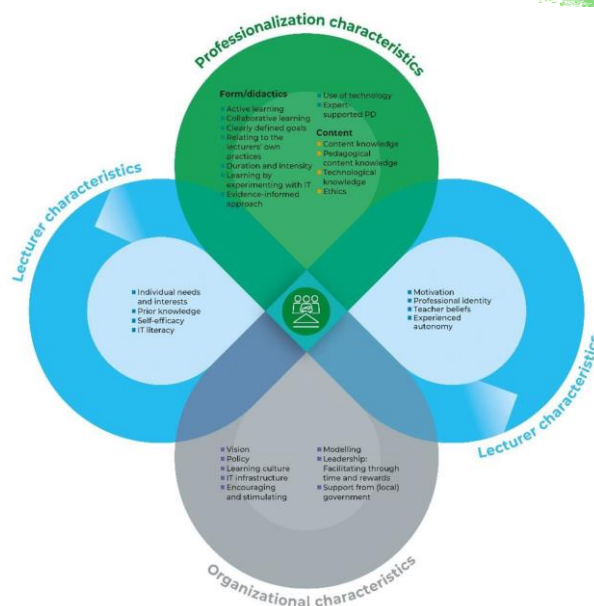 Professionalization characteristics
Form/didactics
Active learning
Collaborative learning
Clearly defined goals
Relating to the
lecturers' own
practices
Duration and intensity
Learning by
experimenting with IT
Evidence-informed
approach
Use of technology
Expert-
supported PD
Content
Content knowledge
Pedagogical
content knowledge
Technological
knowledge
Ethics
Lecturer characteristics
Individual needs
and interests
Prior knowledge
Self-efficacy
IT literacy
Motivation
Professional identity
Teacher beliefs
Experienced
autonomy
Lecturer characteristics
Vision
Policy
Learning culture
IT infrastructure
Encouraging
and stimulating
Modelling
Leadership:
Facilitating through
time and rewards
Support from (local)
government
Organizational characteristics